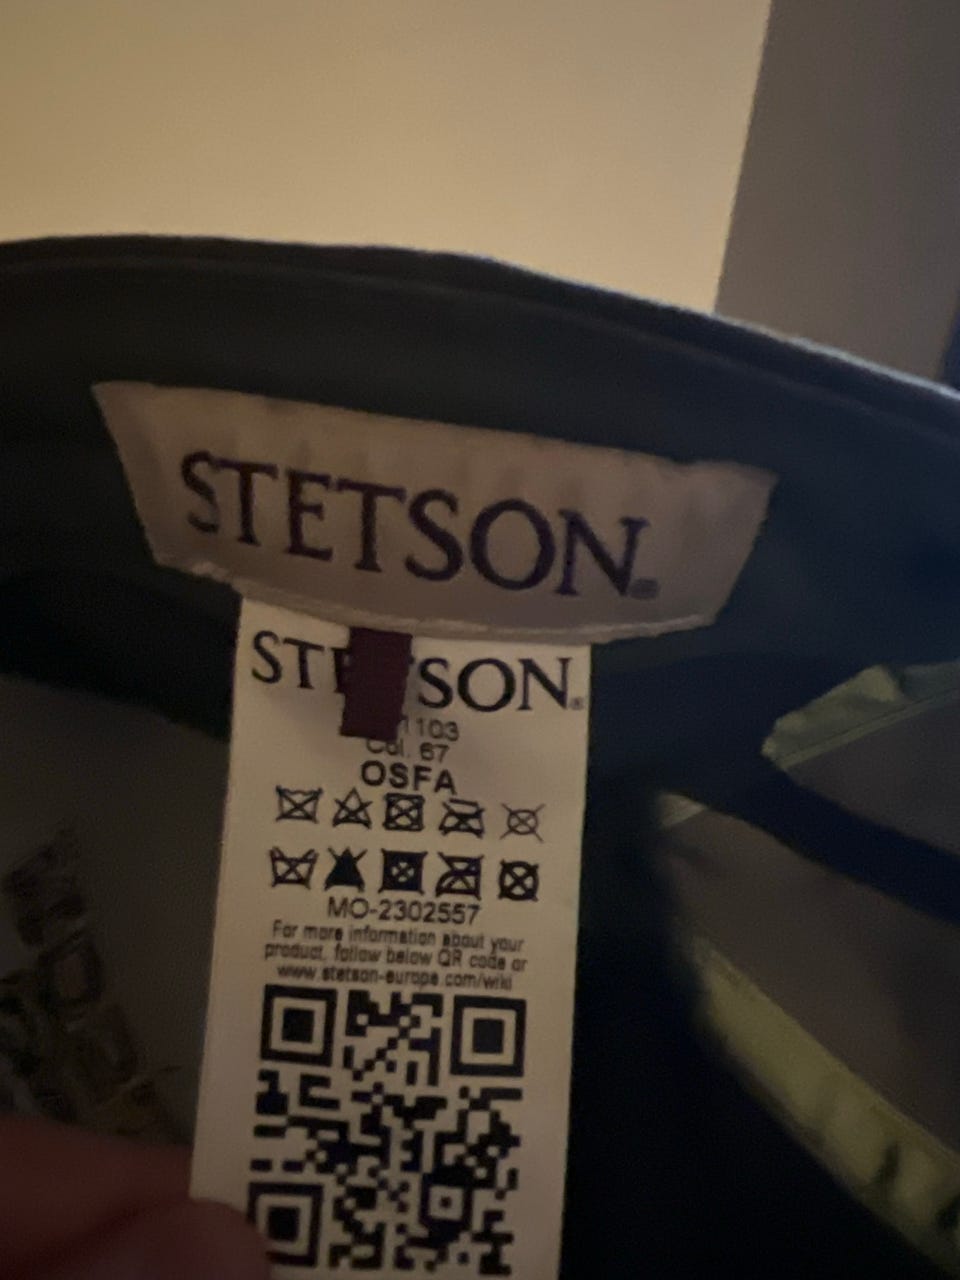 STETSON®
STETSON®
1103
Col. 67
OSFA
MO-2302557
For more information about your
product, follow below QR code or
www.stetson-europe.com/wiki